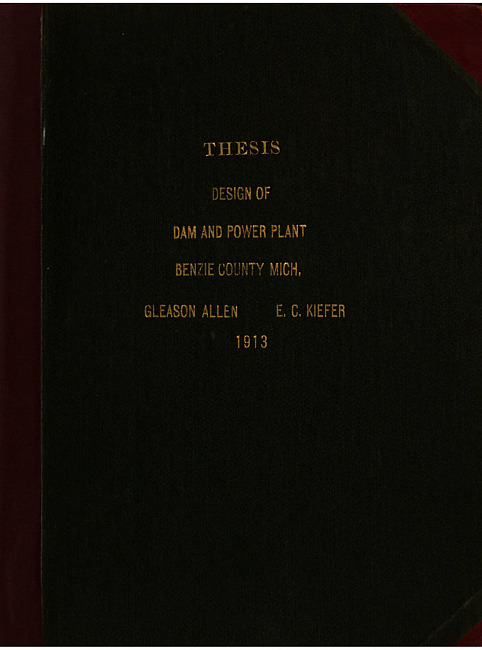 THESIS
DESIGN OF
DAM AND POWER PLANT
BENZIE COUNTY MICH.
GLEASON ALLEN E. C. KIEFER
1913